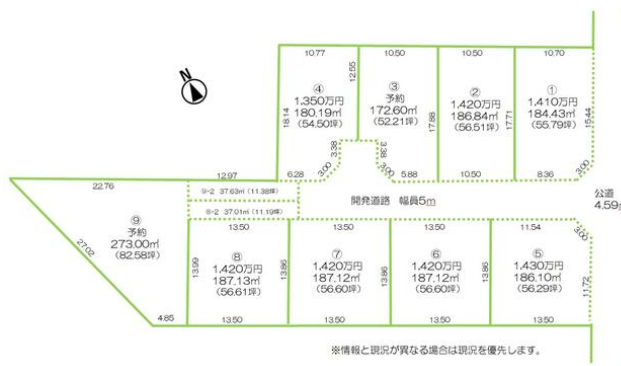 N
10.77
10.50
10.50
10.70
④
1,350万円
180.19㎡
(54.50坪)
12.55
18.14
③
予約
172.60㎡
(52.21坪)
17.88
②
1,420万円
186.84㎡
(56.51坪)
17.71
①
1,410万円
184.43㎡
(55.79坪)
15.44
3.38
3.38
12.97
6.28
3.00
3.00
5.88
10.50
8.36
3.00
22.76
⑨-2 37.63㎡(11.38坪)
⑧-2 37.01㎡(11.19坪)
開発道路 幅員5m
公道
4.59
⑨
予約
273.00㎡
(82.58坪)
27.02
4.85
13.50
13.50
13.50
11.54
3.00
13.99
⑧
1,420万円
187.13㎡
(56.61坪)
13.86
⑦
1,420万円
187.12㎡
(56.60坪)
13.86
⑥
1,420万円
187.12㎡
(56.60坪)
13.86
⑤
1,430万円
186.10㎡
(56.29坪)
11.72
13.50
13.50
13.50
13.50
※情報と現況が異なる場合は現況を優先します。